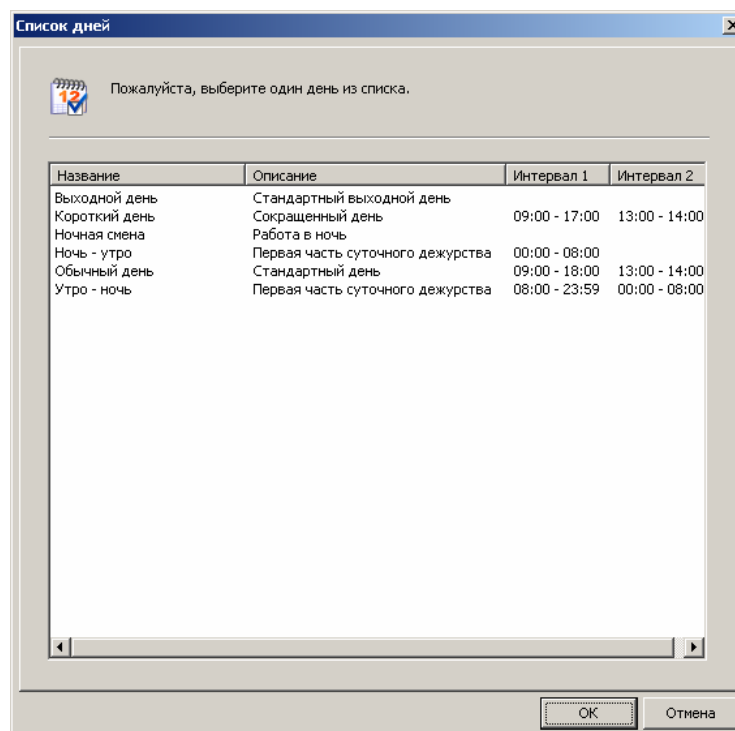 Список дней
12
Пожалуйста, выберите один день из списка.
Название Описание Интервал 1 Интервал 2
Выходной день Стандартный выходной день
Короткий день Сокращенный день 09:00 - 17:00 13:00 - 14:00
Ночная смена Работа в ночь
Ночь - утро Первая часть суточного дежурства 00:00 - 08:00
Обычный день Стандартный день 09:00 - 18:00 13:00 - 14:00
Утро - ночь Первая часть суточного дежурства 08:00 - 23:59 00:00 - 08:00
ОК Отмена